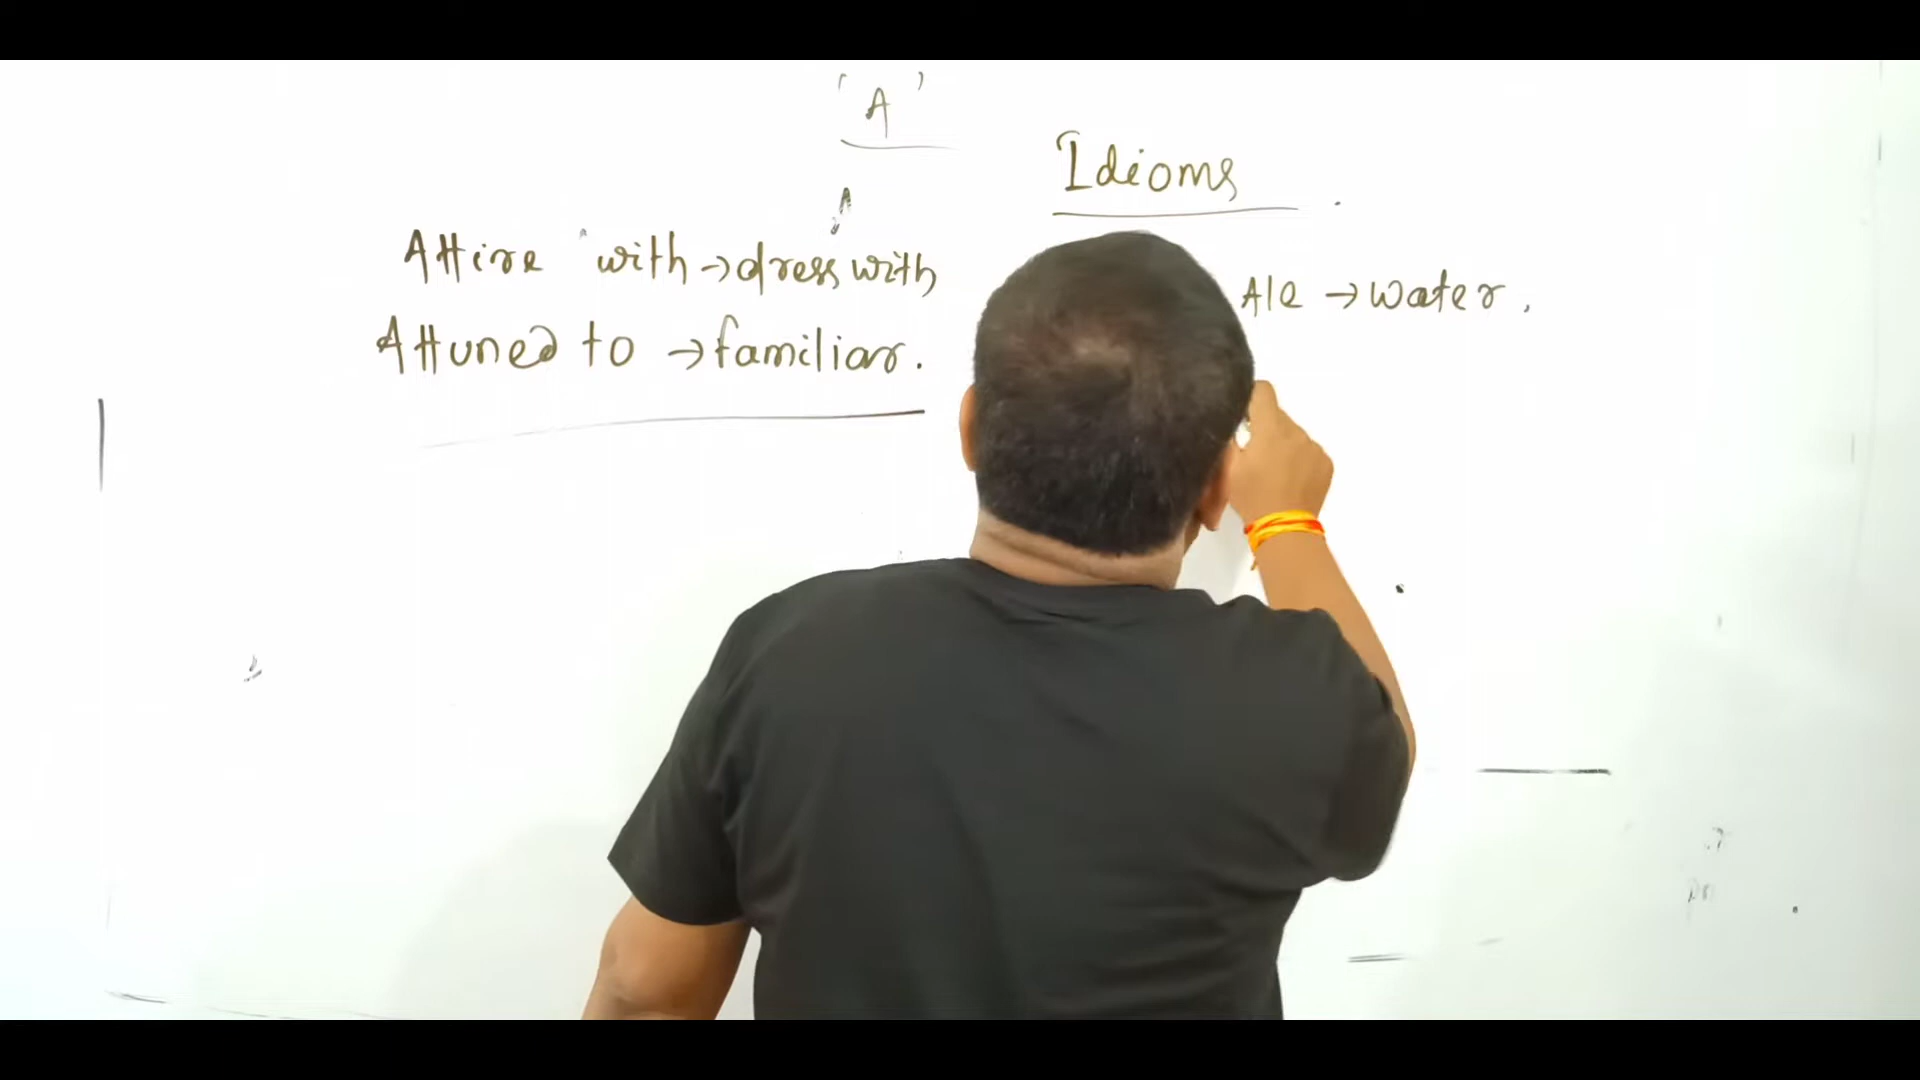 'A'
Idioms
Attire with → dress with
Attuned to → familiar.
Ale → water.